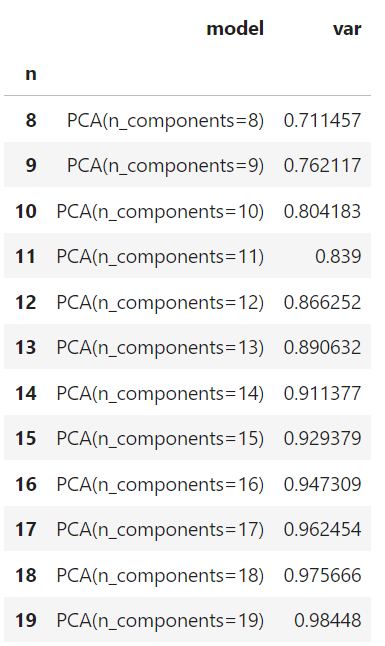 model var
n
8 PCA(n_components=8) 0.711457
9 PCA(n_components=9) 0.762117
10 PCA(n_components=10) 0.804183
11 PCA(n_components=11) 0.839
12 PCA(n_components=12) 0.866252
13 PCA(n_components=13) 0.890632
14 PCA(n_components=14) 0.911377
15 PCA(n_components=15) 0.929379
16 PCA(n_components=16) 0.947309
17 PCA(n_components=17) 0.962454
18 PCA(n_components=18) 0.975666
19 PCA(n_components=19) 0.98448